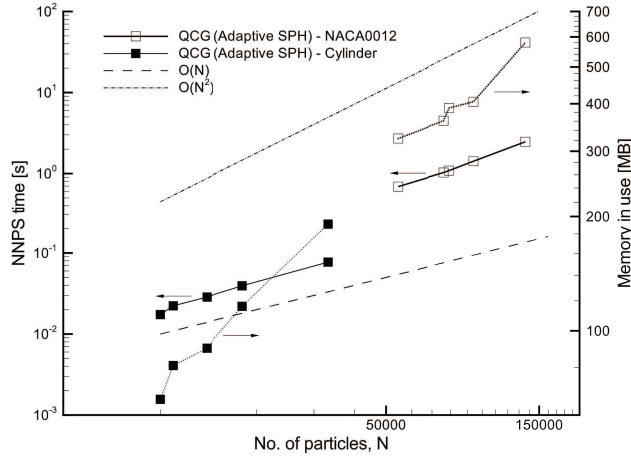 QCG (Adaptive SPH) - NACA0012
QCG (Adaptive SPH) - Cylinder
O(N)
O(N²)
10²
10¹
10⁰
10⁻¹
10⁻²
10⁻³
NNPS time [s]
700
600
500
400
300
200
100
Memory in use [MB]
50000
150000
No. of particles, N